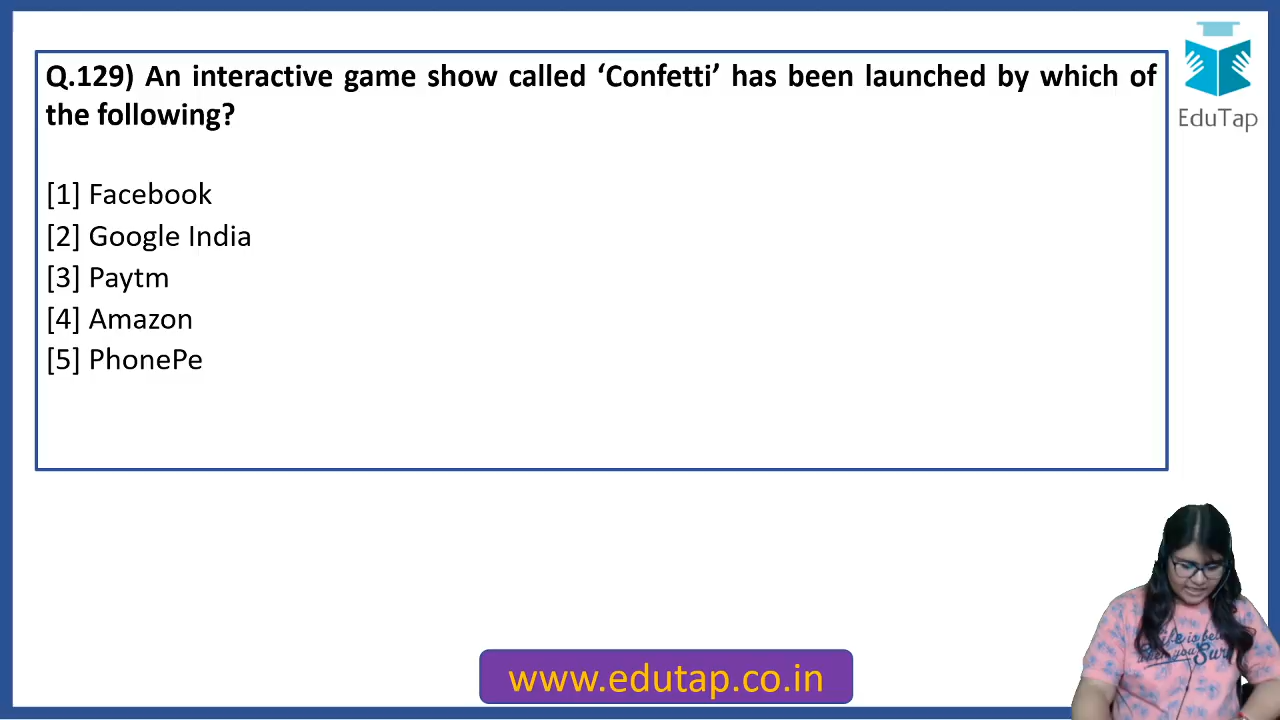 Q.129) An interactive game show called ‘Confetti’ has been launched by which of
the following?
[1] Facebook
[2] Google India
[3] Paytm
[4] Amazon
[5] PhonePe
EduTap
www.edutap.co.in